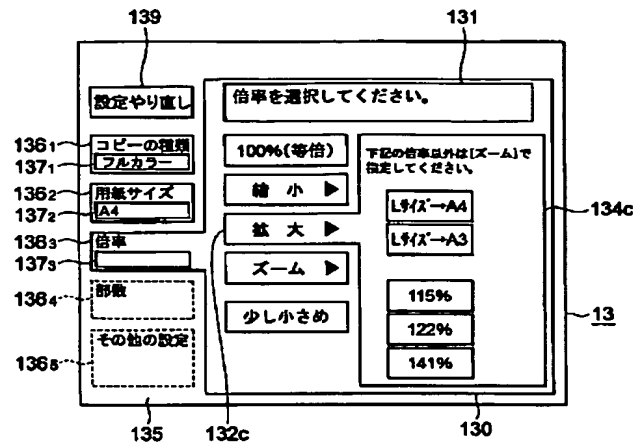 139
131
設定やり直し
倍率を選択してください。
136₁
コピーの種類
137₁
フルカラー
100%(等倍)
下記の倍率以外は[ズーム]で
指定してください。
136₂
用紙サイズ
137₂
A4
縮 小 ▶
Lサイズ→A4
134c
136₃
倍率
137₃
拡 大 ▶
Lサイズ→A3
ズーム ▶
136₄
部数
115%
13
少し小さめ
122%
136₅
その他の設定
141%
135
132c
130